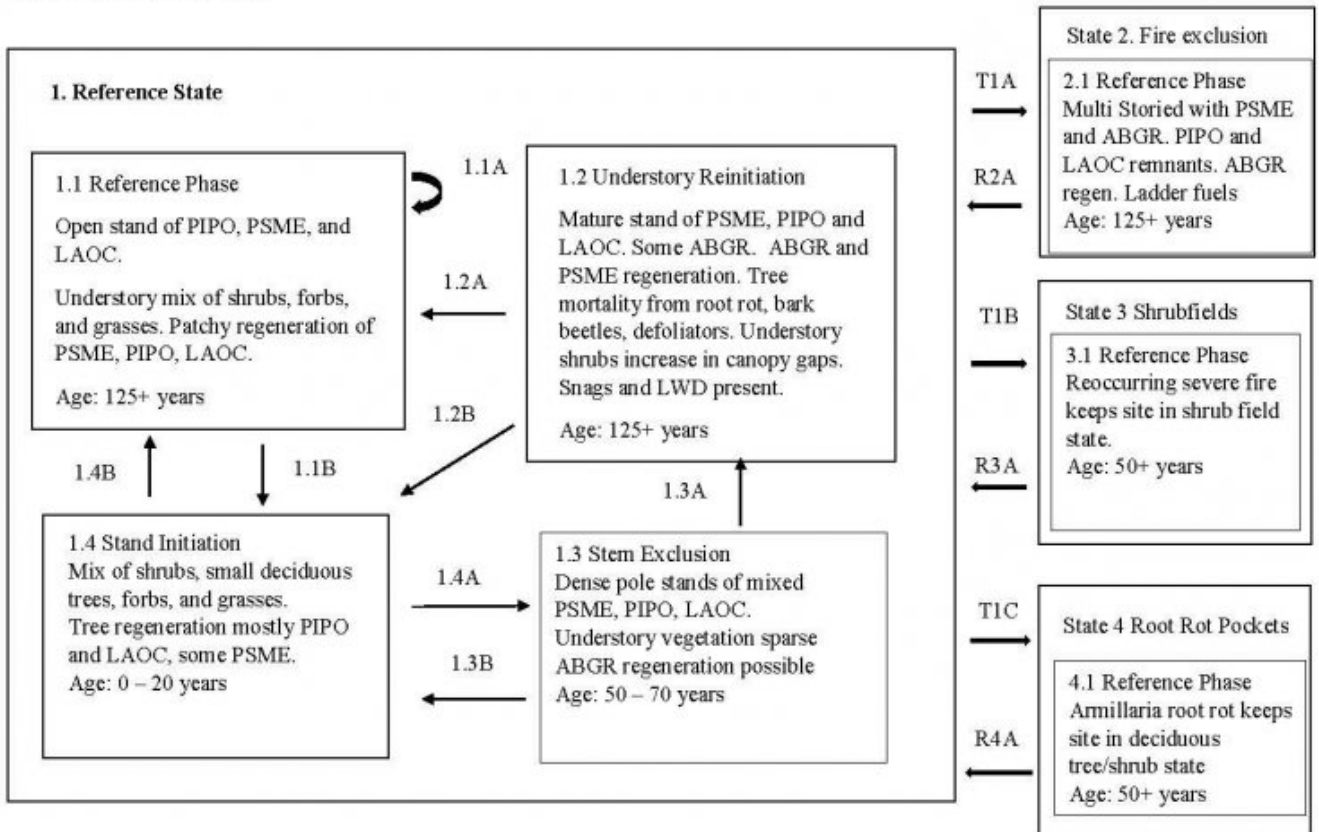 1. Reference State
1.1 Reference Phase
Open stand of PIPO, PSME, and
LAOC.
Understory mix of shrubs, forbs,
and grasses. Patchy regeneration of
PSME, PIPO, LAOC.
Age: 125+ years
1.1A
1.2 Understory Reinitiation
Mature stand of PSME, PIPO and
LAOC. Some ABGR. ABGR and
PSME regeneration. Tree
mortality from root rot, bark
beetles, defoliators. Understory
shrubs increase in canopy gaps.
Snags and LWD present.
Age: 125+ years
1.2A
1.2B
1.4B
1.1B
1.3A
1.4 Stand Initiation
Mix of shrubs, small deciduous
trees, forbs, and grasses.
Tree regeneration mostly PIPO
and LAOC, some PSME.
Age: 0 – 20 years
1.4A
1.3B
1.3 Stem Exclusion
Dense pole stands of mixed
PSME, PIPO, LAOC.
Understory vegetation sparse
ABGR regeneration possible
Age: 50 – 70 years
T1A
R2A
State 2. Fire exclusion
2.1 Reference Phase
Multi Storied with PSME
and ABGR. PIPO and
LAOC remnants. ABGR
regen. Ladder fuels
Age: 125+ years
T1B
R3A
State 3 Shrubfields
3.1 Reference Phase
Reoccurring severe fire
keeps site in shrub field
state.
Age: 50+ years
T1C
R4A
State 4 Root Rot Pockets
4.1 Reference Phase
Armillaria root rot keeps
site in deciduous
tree/shrub state
Age: 50+ years